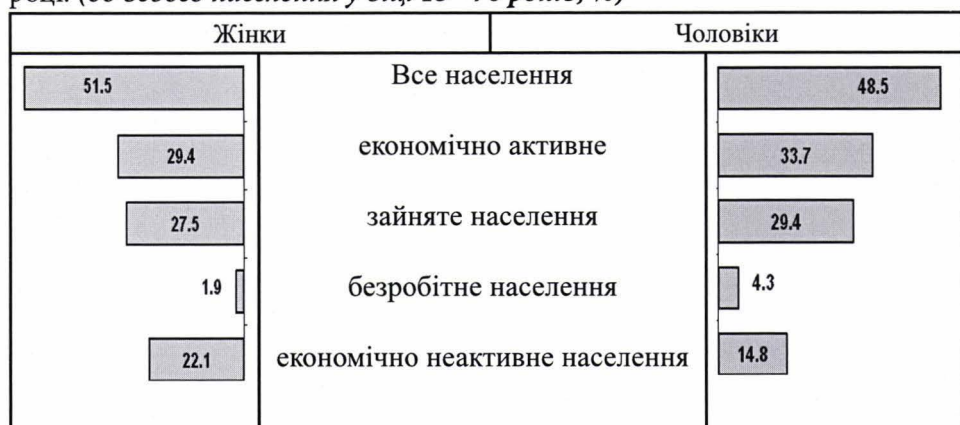 Жінки Чоловіки
51.5 Все населення 48.5
29.4 економічно активне 33.7
27.5 зайняте населення 29.4
1.9 безробітне населення 4.3
22.1 економічно неактивне населення 14.8